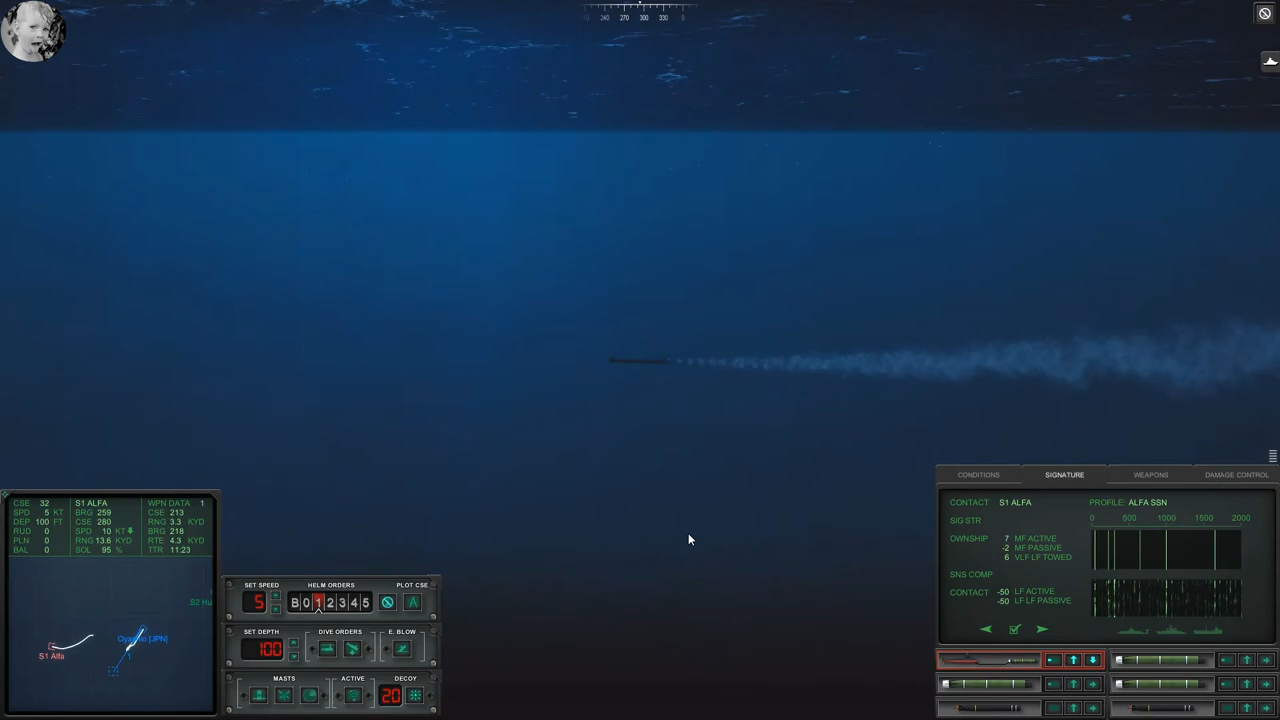 240 270 300 330 0
CSE 32
SPD 5 KT
DEP 100 FT
RUD 0
PLN 0
BAL 0
S1 ALFA
BRG 259
CSE 280
SPD 10 KT
RNG 13.6 KYD
SOL 95 %
WPN DATA 1
CSE 213
RNG 3.3 KYD
BRG 218
RTE 4.3 KYD
TTR 11:23
S2 Hu
Oyashio [JPN]
S1 Alfa
1
SET SPEED
HELM ORDERS
PLOT CSE
5
B 0 1 2 3 4 5
SET DEPTH
DIVE ORDERS
E. BLOW
100
MASTS
ACTIVE
DECOY
20
CONDITIONS
SIGNATURE
WEAPONS
DAMAGE CONTROL
CONTACT S1 ALFA
PROFILE: ALFA SSN
SIG STR
0 500 1000 1500 2000
OWNSHIP 7 MF ACTIVE
-2 MF PASSIVE
6 VLF LF TOWED
SNS COMP
CONTACT -50 LF ACTIVE
-50 LF LF PASSIVE